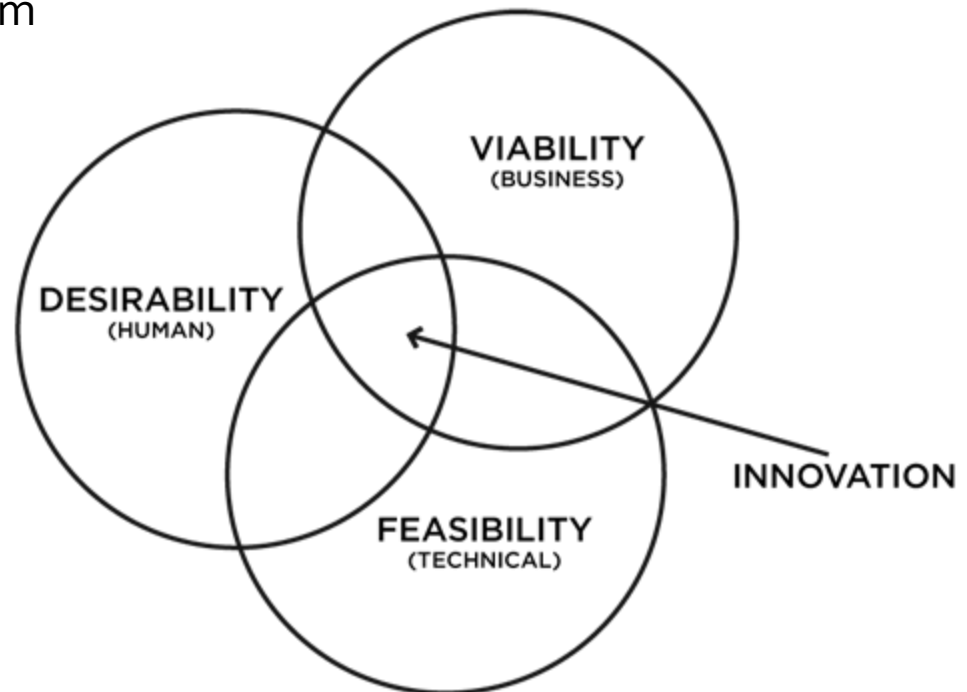 m
VIABILITY
(BUSINESS)
DESIRABILITY
(HUMAN)
INNOVATION
FEASIBILITY
(TECHNICAL)